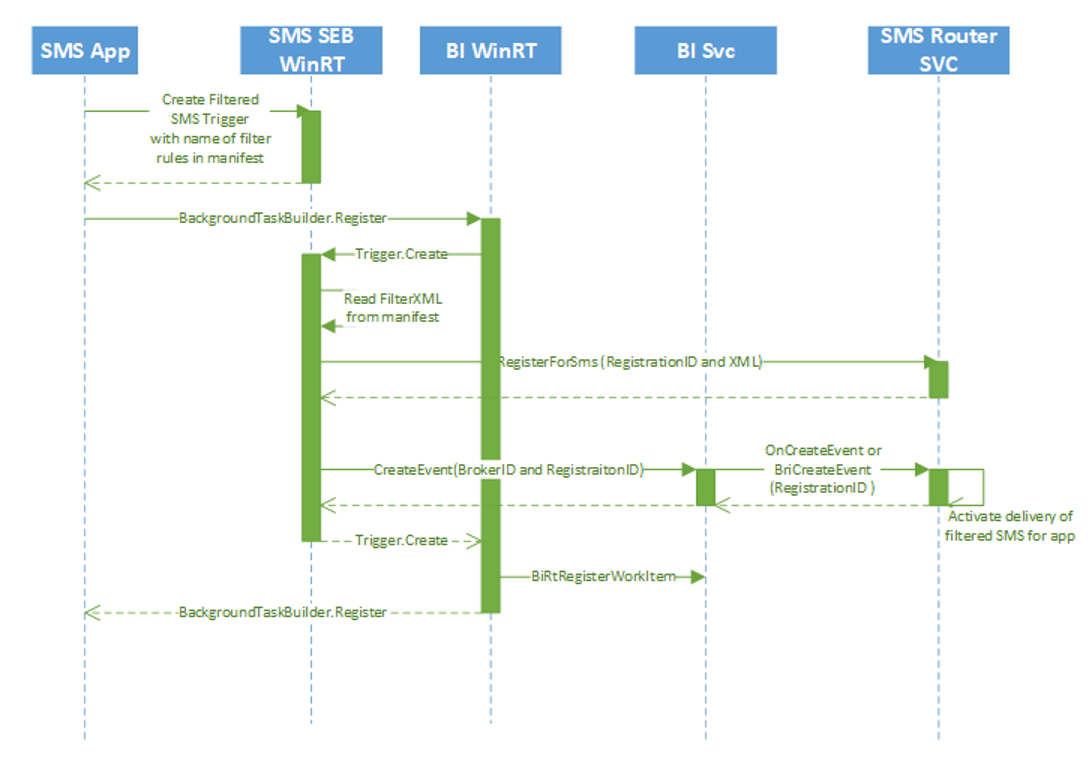 SMS App
SMS SEB
WinRT
BI WinRT
BI Svc
SMS Router
SVC
Create Filtered
SMS Trigger
with name of filter
rules in manifest
BackgroundTaskBuilder.Register
Trigger.Create
Read FilterXML
from manifest
RegisterForSms (RegistrationID and XML)
CreateEvent(BrokerID and RegistraitonID)
OnCreateEvent or
BriCreateEvent
(RegistrationID )
Activate delivery of
filtered SMS for app
Trigger.Create
BiRtRegisterWorkItem
BackgroundTaskBuilder.Register